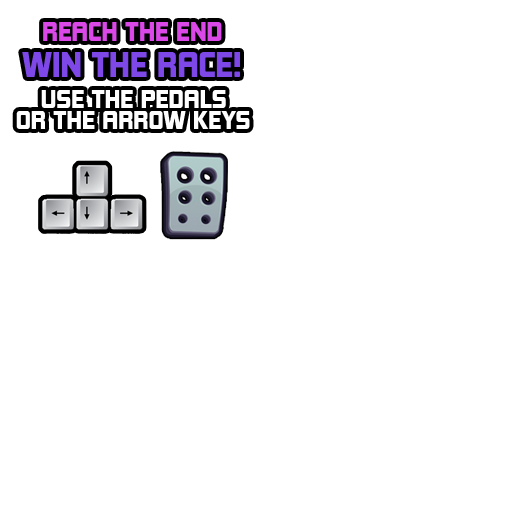 REACH THE END
WIN THE RACE!
USE THE PEDALS
OR THE ARROW KEYS
↑
← ↓ →